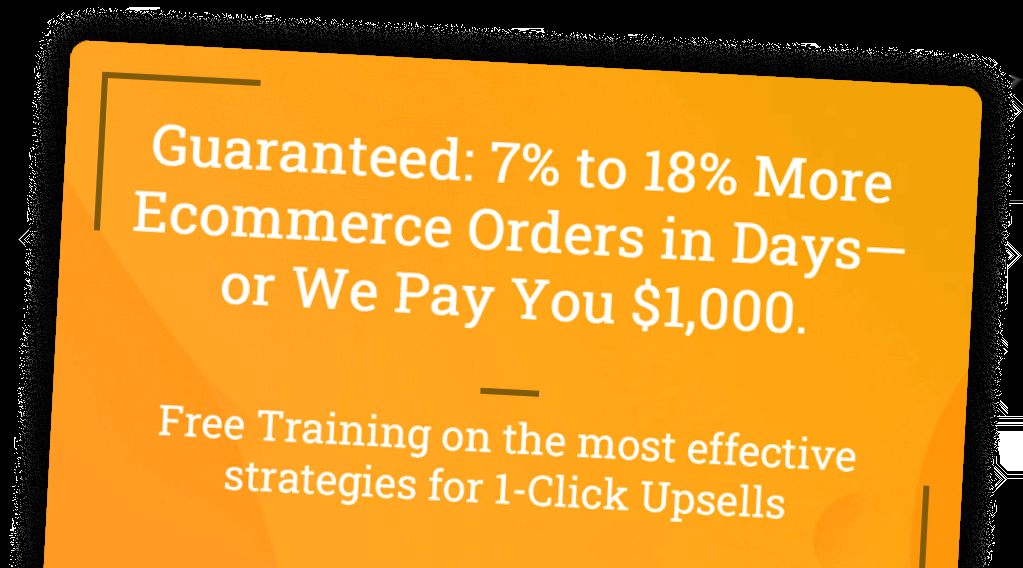 Guaranteed: 7% to 18% More
Ecommerce Orders in Days—
or We Pay You $1,000.
Free Training on the most effective
strategies for 1-Click Upsells